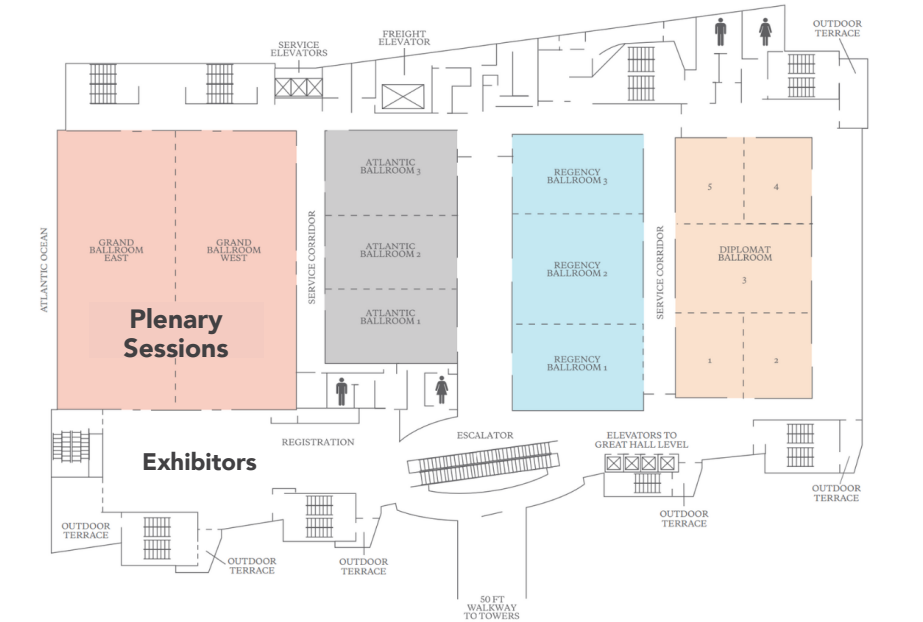 OUTDOOR
TERRACE
FREIGHT
ELEVATOR
SERVICE
ELEVATORS
ATLANTIC OCEAN
GRAND
BALLROOM
EAST
GRAND
BALLROOM
WEST
Plenary
Sessions
SERVICE CORRIDOR
ATLANTIC
BALLROOM 3
ATLANTIC
BALLROOM 2
ATLANTIC
BALLROOM 1
REGENCY
BALLROOM 3
REGENCY
BALLROOM 2
REGENCY
BALLROOM 1
SERVICE CORRIDOR
5
4
DIPLOMAT
BALLROOM
3
1
2
REGISTRATION
Exhibitors
ESCALATOR
ELEVATORS TO
GREAT HALL LEVEL
OUTDOOR
TERRACE
OUTDOOR
TERRACE
OUTDOOR
TERRACE
OUTDOOR
TERRACE
OUTDOOR
TERRACE
50 FT
WALKWAY
TO TOWERS